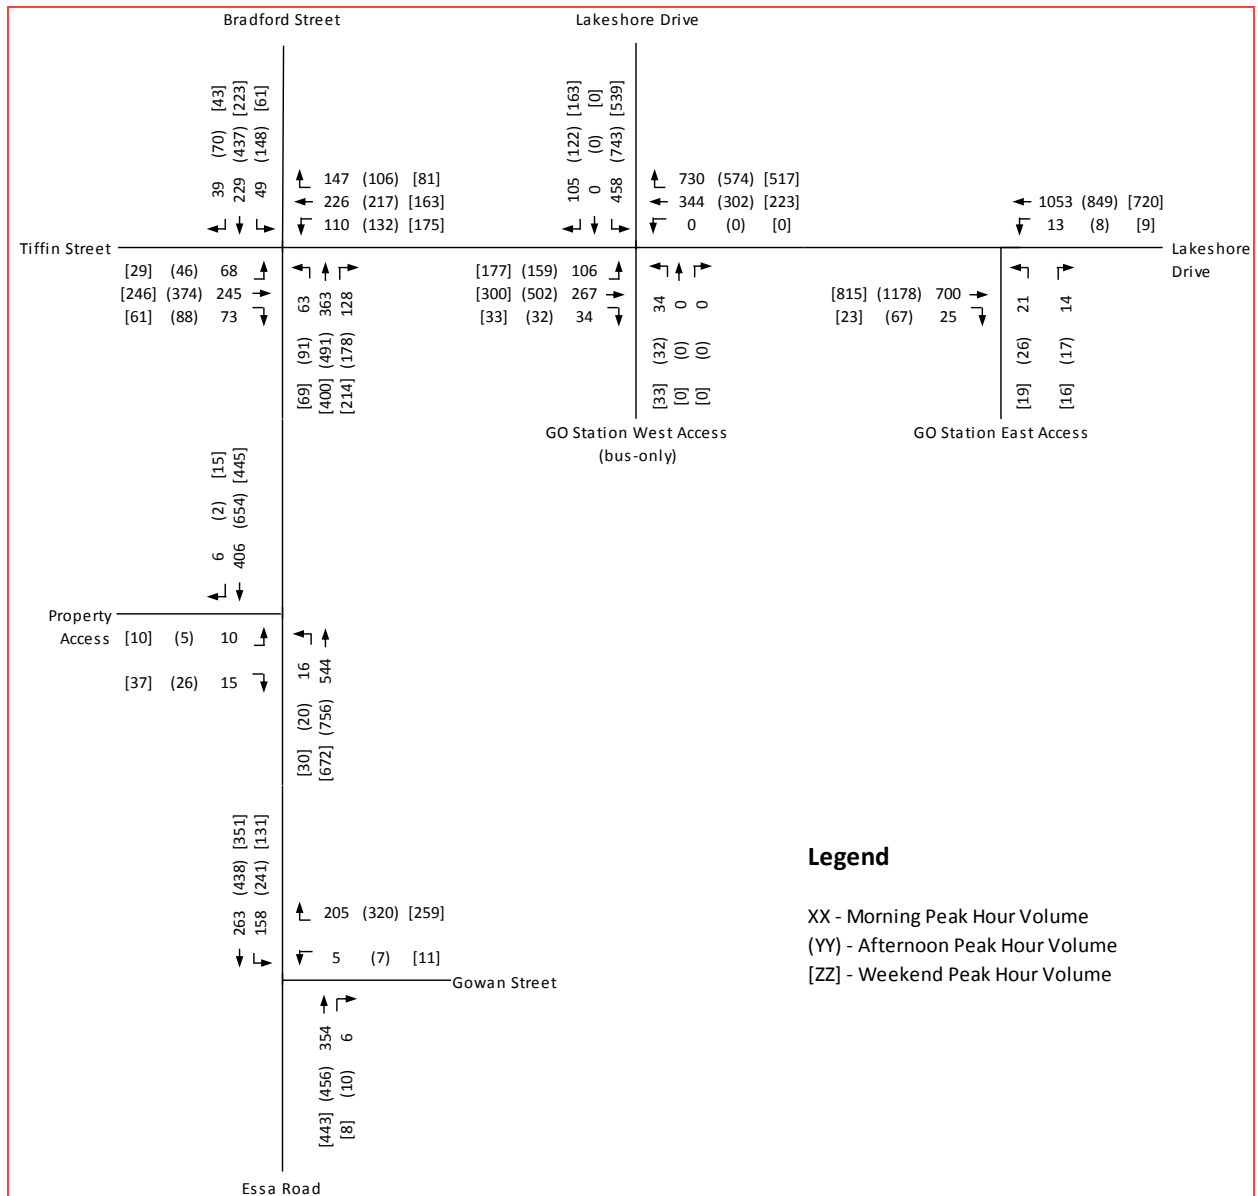 Bradford Street
Lakeshore Drive
[43] [223] [61]
(70) (437) (148)
39 229 49
[163] [0] [539]
(122) (0) (743)
105 0 458
147 (106) [81]
226 (217) [163]
110 (132) [175]
730 (574) [517]
344 (302) [223]
0 (0) [0]
1053 (849) [720]
13 (8) [9]
Tiffin Street
Lakeshore
Drive
[29] (46) 68
[246] (374) 245
[61] (88) 73
63 363 128
(91) (491) (178)
[69] [400] [214]
[177] (159) 106
[300] (502) 267
[33] (32) 34
34 0 0
(32) (0) (0)
[33] [0] [0]
[815] (1178) 700
[23] (67) 25
21 14
(26) (17)
[19] [16]
GO Station West Access
(bus-only)
GO Station East Access
[15] [445]
(2) (654)
6 406
Property
Access
[10] (5) 10
[37] (26) 15
16 544
(20) (756)
[30] [672]
[351] [131]
(438) (241)
263 158
205 (320) [259]
5 (7) [11]
Gowan Street
354 6
(456) (10)
[443] [8]
Essa Road
Legend
XX - Morning Peak Hour Volume
(YY) - Afternoon Peak Hour Volume
[ZZ] - Weekend Peak Hour Volume